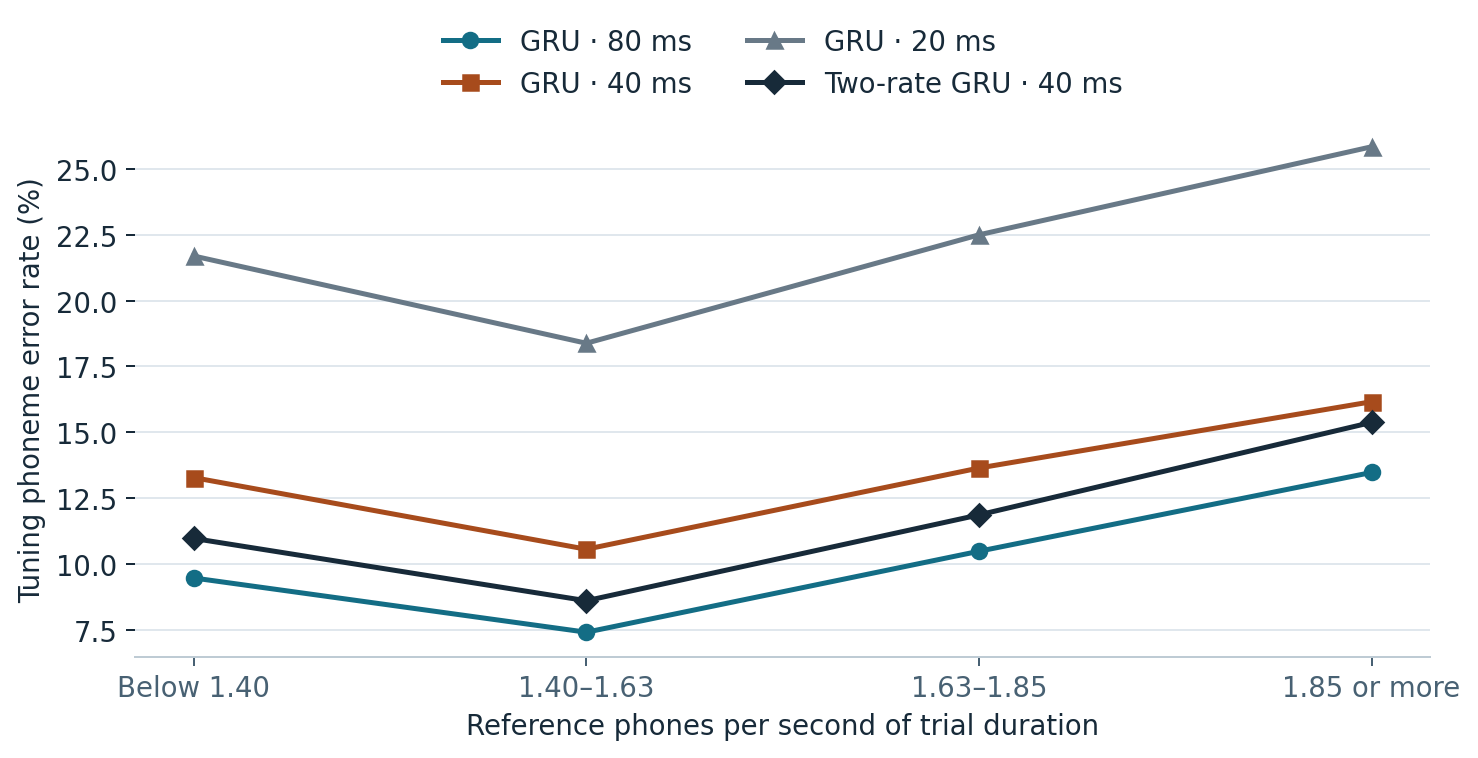 GRU · 80 ms
GRU · 40 ms
GRU · 20 ms
Two-rate GRU · 40 ms
Tuning phoneme error rate (%)
25.0
22.5
20.0
17.5
15.0
12.5
10.0
7.5
Below 1.40
1.40–1.63
1.63–1.85
1.85 or more
Reference phones per second of trial duration